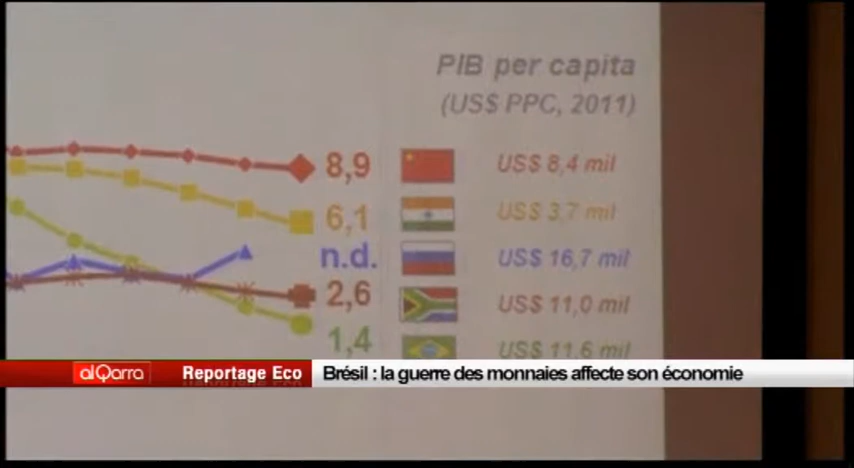 PIB per capita
(US$ PPC, 2011)
8,9 US$ 8,4 mil
6,1 US$ 3,7 mil
n.d. US$ 16,7 mil
2,6 US$ 11,0 mil
1,4 US$ 11,6 mil
alQarra Reportage Eco Brésil : la guerre des monnaies affecte son économie